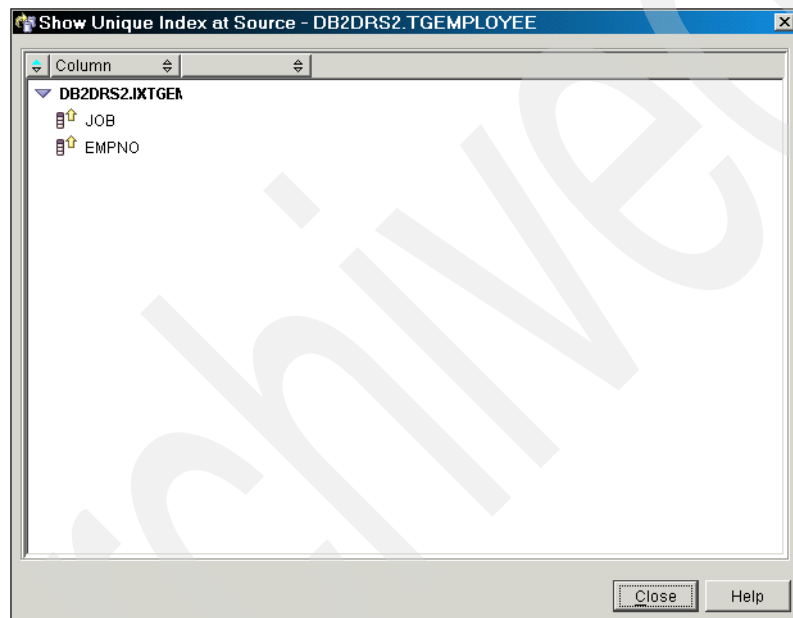 Show Unique Index at Source - DB2DRS2.TGEMPLOYEE
Column
DB2DRS2.IXTGEM
JOB
EMPNO
Close Help